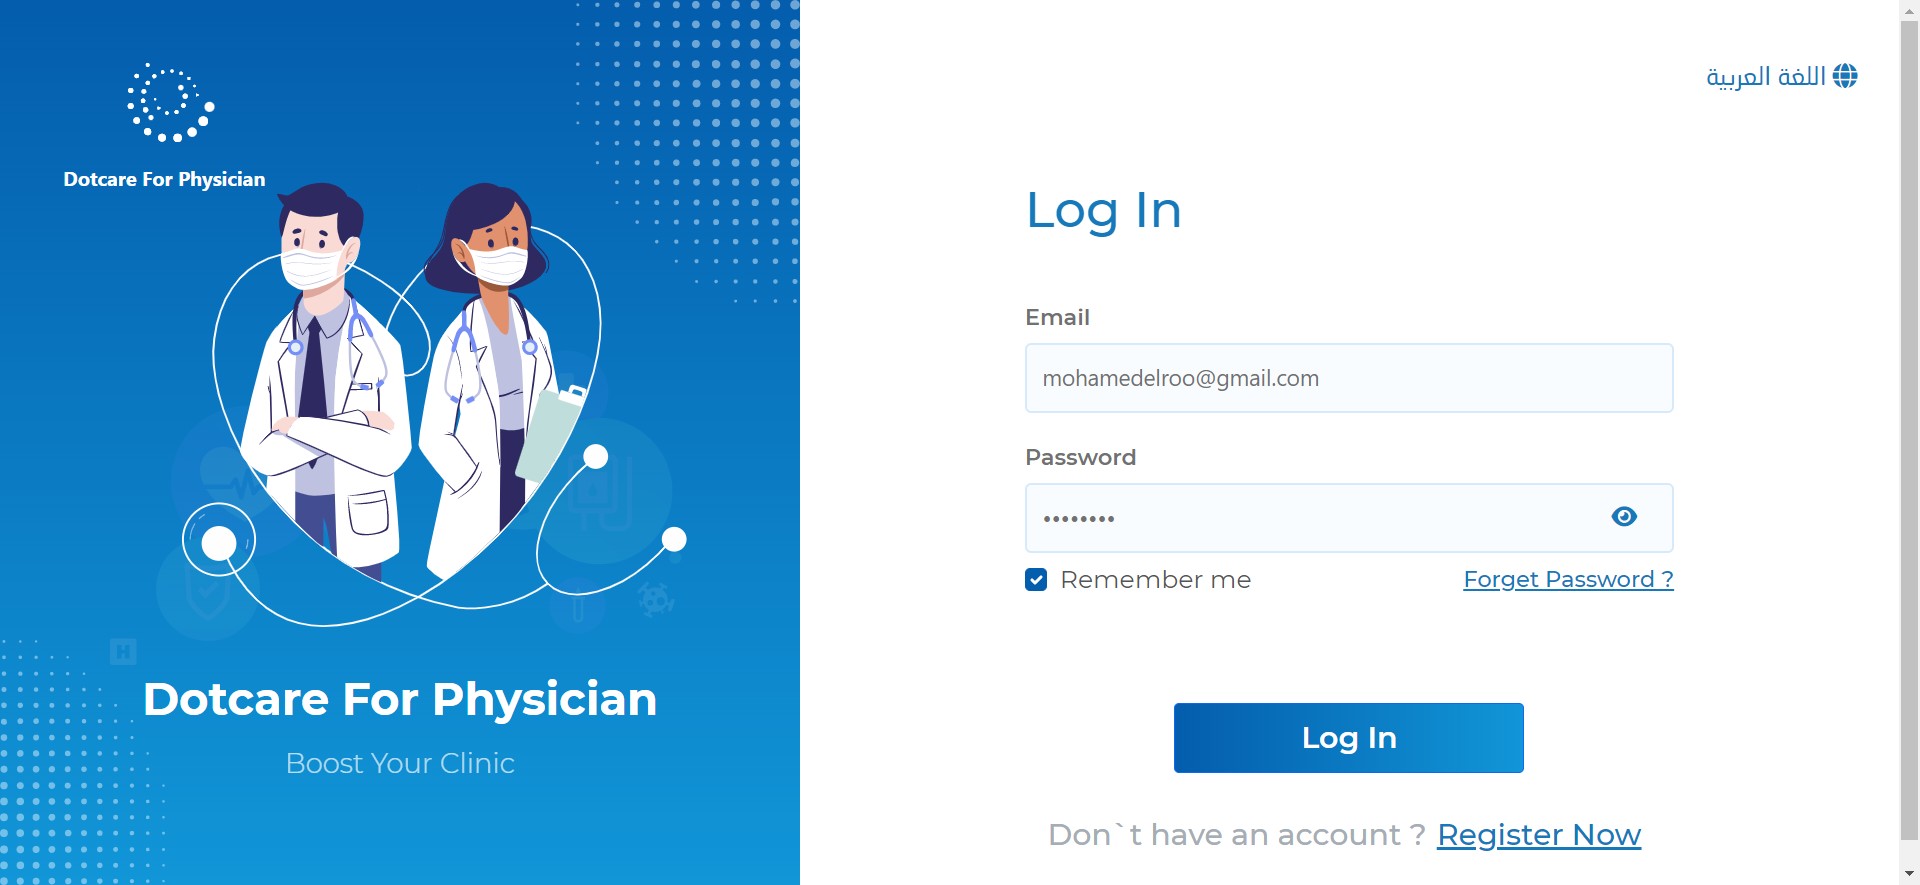 Dotcare For Physician
H
Dotcare For Physician
Boost Your Clinic
اللغة العربية
Log In
Email
mohamedelroo@gmail.com
Password
••••••••
Remember me
Forget Password ?
Log In
Don`t have an account ? Register Now